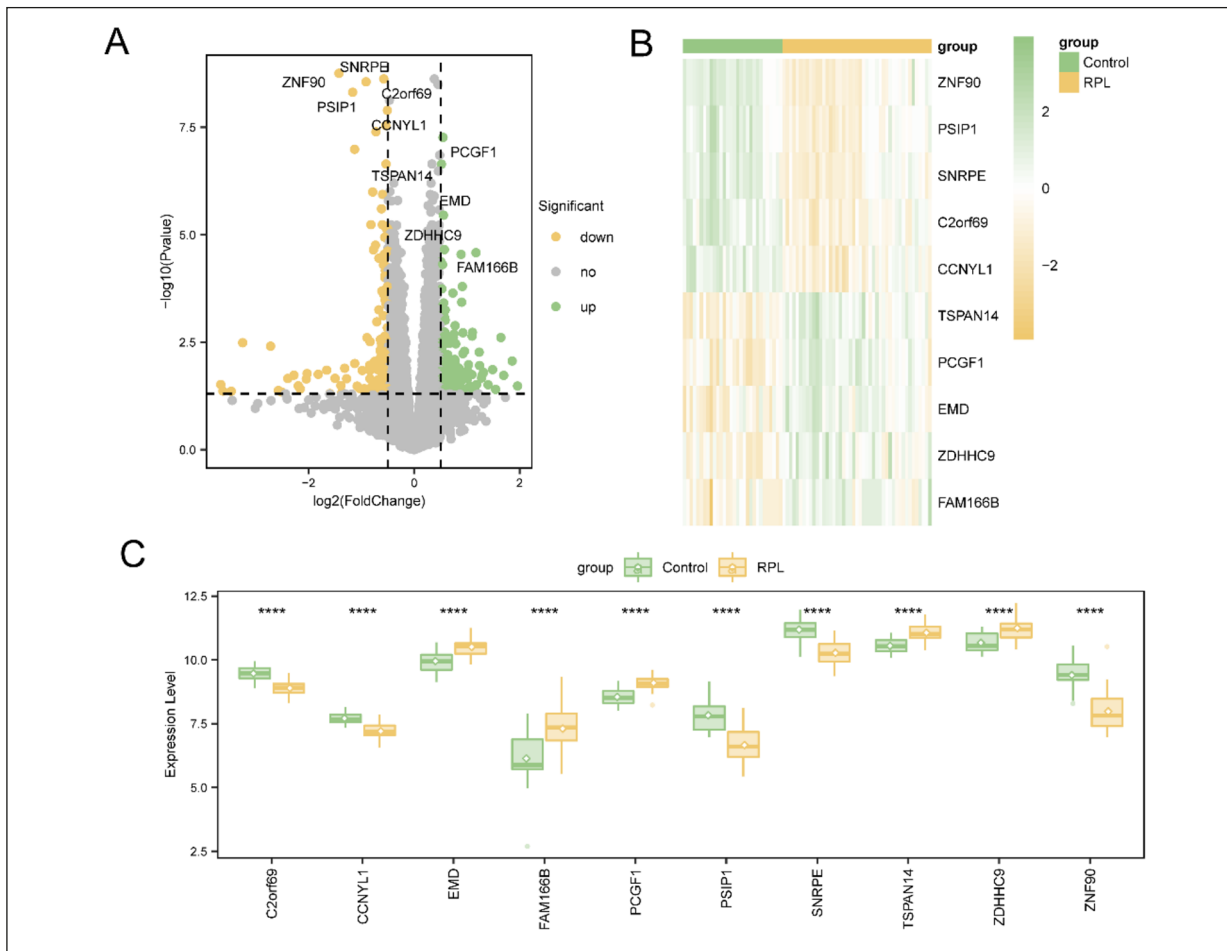 A
ZNF90
SNRPE
PSIP1
C2orf69
CCNYL1
PCGF1
TSPAN14
EMD
ZDHHC9
FAM166B
7.5
5.0
2.5
0.0
−log10(Pvalue)
−2
0
2
log2(FoldChange)
Significant
down
no
up
B
group
ZNF90
PSIP1
SNRPE
C2orf69
CCNYL1
TSPAN14
PCGF1
EMD
ZDHHC9
FAM166B
group
Control
RPL
2
0
−2
C
group
Control
RPL
**** **** **** **** **** **** **** **** **** ****
12.5
10.0
7.5
5.0
2.5
Expression Level
C2orf69
CCNYL1
EMD
FAM166B
PCGF1
PSIP1
SNRPE
TSPAN14
ZDHHC9
ZNF90